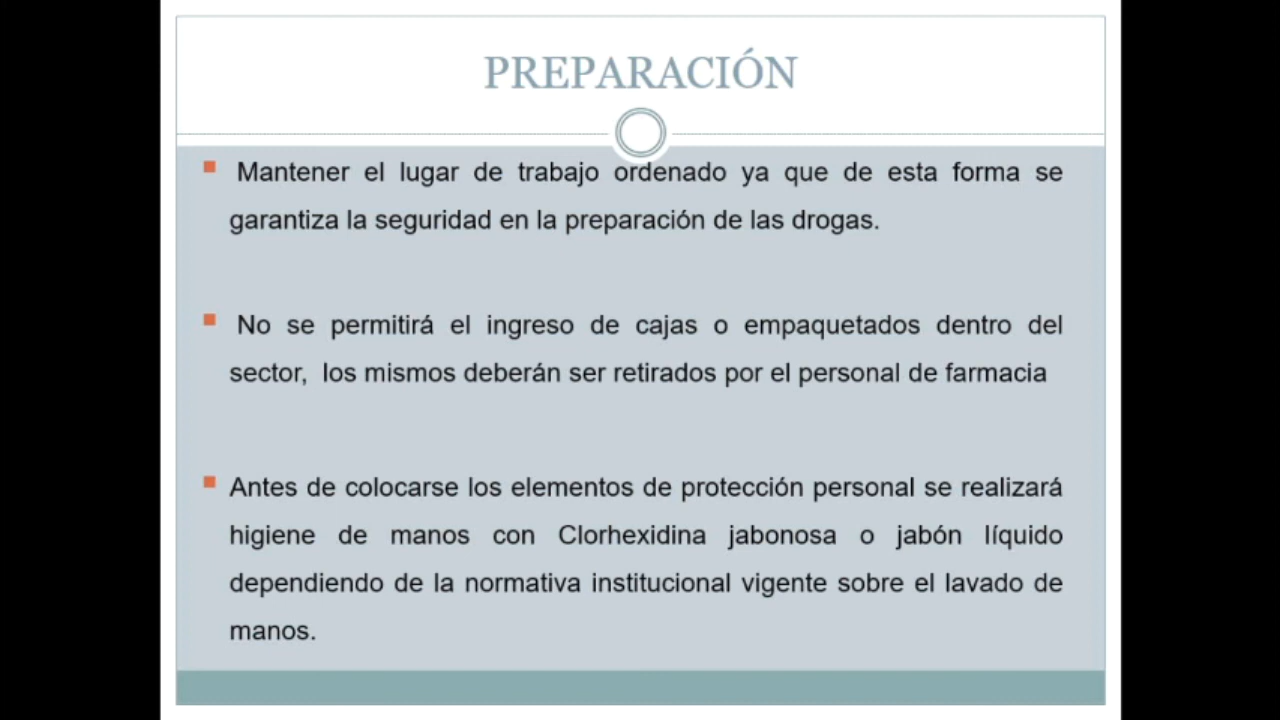 PREPARACIÓN
Mantener el lugar de trabajo ordenado ya que de esta forma se
garantiza la seguridad en la preparación de las drogas.
No se permitirá el ingreso de cajas o empaquetados dentro del
sector, los mismos deberán ser retirados por el personal de farmacia
Antes de colocarse los elementos de protección personal se realizará
higiene de manos con Clorhexidina jabonosa o jabón líquido
dependiendo de la normativa institucional vigente sobre el lavado de
manos.